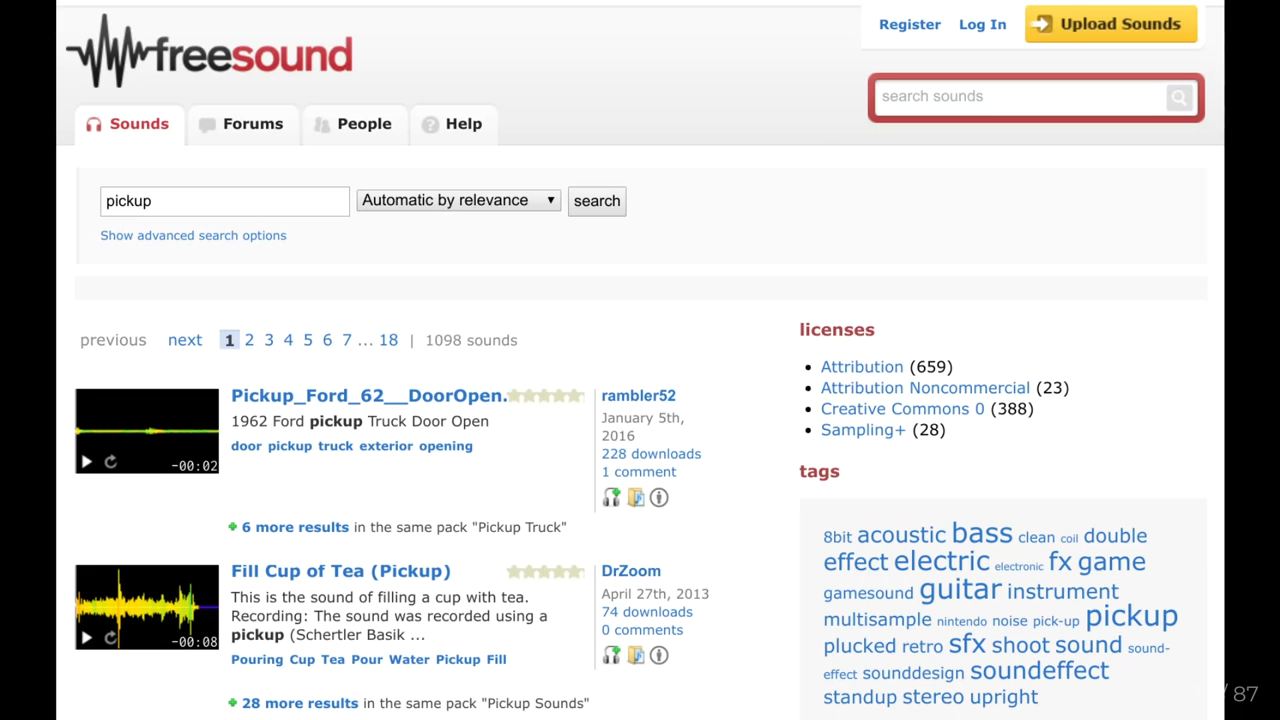 Register Log In Upload Sounds
freesound
search sounds
Sounds Forums People Help
pickup Automatic by relevance search
Show advanced search options
previous next 1 2 3 4 5 6 7 ... 18 | 1098 sounds
licenses
Attribution (659)
Attribution Noncommercial (23)
Creative Commons 0 (388)
Sampling+ (28)
Pickup_Ford_62__DoorOpen.
1962 Ford pickup Truck Door Open
door pickup truck exterior opening
-00:02
rambler52
January 5th,
2016
228 downloads
1 comment
6 more results in the same pack "Pickup Truck"
Fill Cup of Tea (Pickup)
This is the sound of filling a cup with tea.
Recording: The sound was recorded using a
pickup (Schertler Basik ...
Pouring Cup Tea Pour Water Pickup Fill
-00:08
DrZoom
April 27th, 2013
74 downloads
0 comments
28 more results in the same pack "Pickup Sounds"
tags
8bit acoustic bass clean coil double
effect electric electronic fx game
gamesound guitar instrument
multisample nintendo noise pick-up pickup
plucked retro sfx shoot sound sound-
effect sounddesign soundeffect
standup stereo upright
/ 87